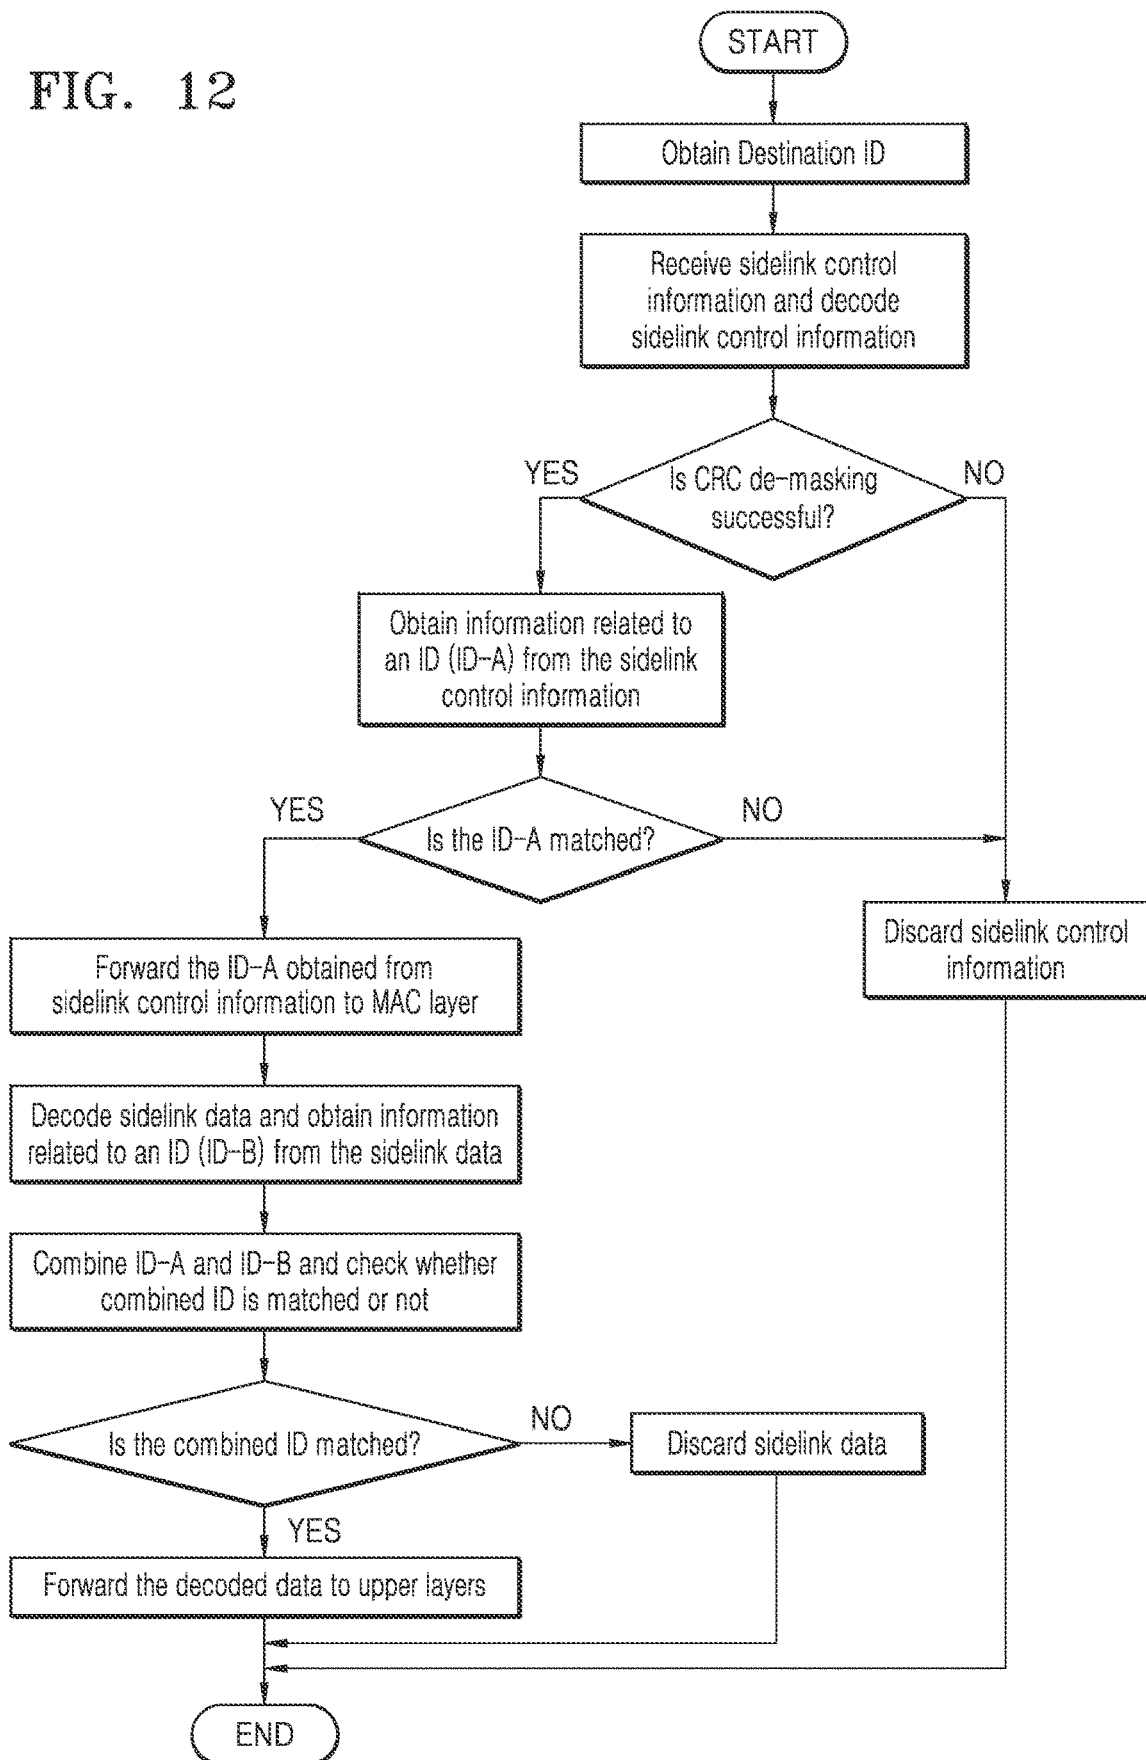 FIG. 12
START
Obtain Destination ID
Receive sidelink control
information and decode
sidelink control information
Is CRC de-masking
successful?
YES
NO
Obtain information related to
an ID (ID-A) from the sidelink
control information
Is the ID-A matched?
YES
NO
Discard sidelink control
information
Forward the ID-A obtained from
sidelink control information to MAC layer
Decode sidelink data and obtain information
related to an ID (ID-B) from the sidelink data
Combine ID-A and ID-B and check whether
combined ID is matched or not
Is the combined ID matched?
NO
Discard sidelink data
YES
Forward the decoded data to upper layers
END